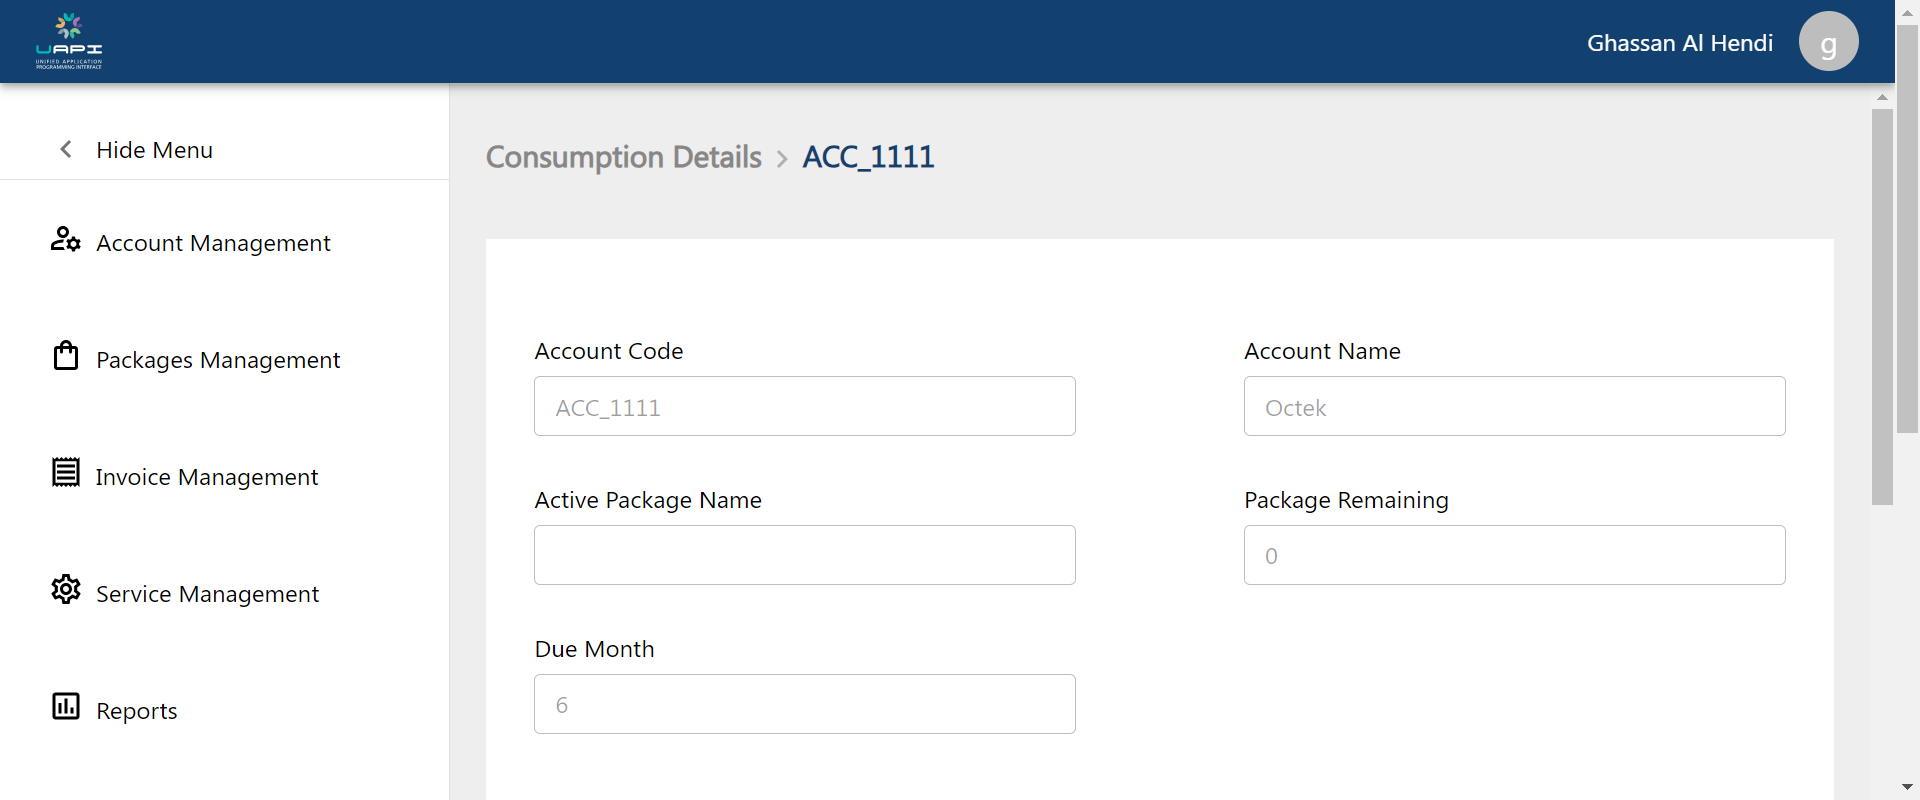 UAPI
UNIFIED APPLICATION
PROGRAMMING INTERFACE
Ghassan Al Hendi
g
Hide Menu
Account Management
Packages Management
Invoice Management
Service Management
Reports
Consumption Details > ACC_1111
Account Code
ACC_1111
Account Name
Octek
Active Package Name
Package Remaining
0
Due Month
6